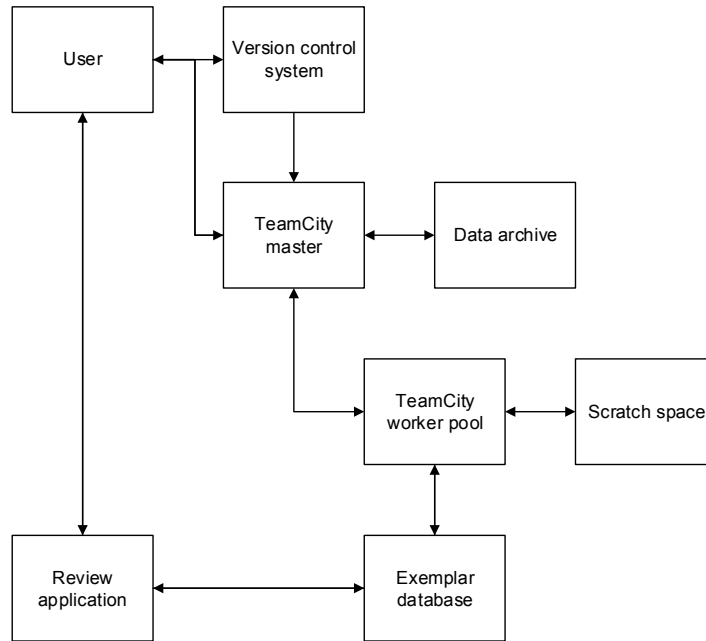 User
Version control
system
TeamCity
master
Data archive
TeamCity
worker pool
Scratch space
Review
application
Exemplar
database